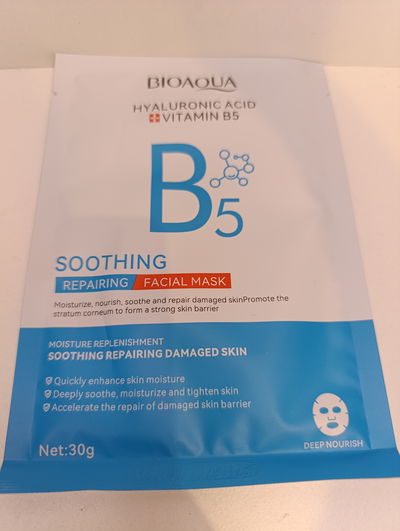 BIOAQUA
HYALURONIC ACID
VITAMIN B5
B5
SOOTHING
REPAIRING / FACIAL MASK
Moisturize, nourish, soothe and repair damaged skinPromote the
stratum corneum to form a strong skin barrier
MOISTURE REPLENISHMENT
SOOTHING REPAIRING DAMAGED SKIN
Quickly enhance skin moisture
Deeply soothe, moisturize and tighten skin
Accelerate the repair of damaged skin barrier
DEEP NOURISH
Net:30g